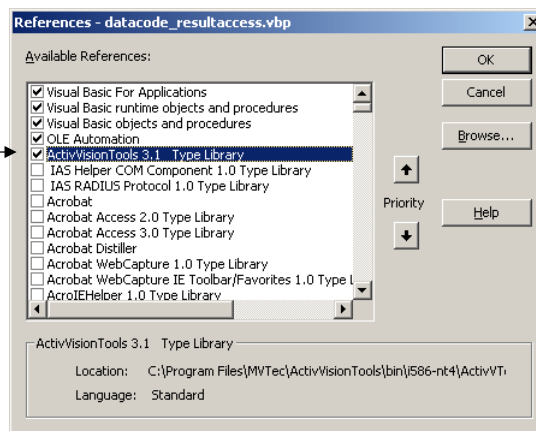 References - datacode_resultaccess.vbp
Available References:
Visual Basic For Applications
Visual Basic runtime objects and procedures
Visual Basic objects and procedures
OLE Automation
ActivVisionTools 3.1 Type Library
IAS Helper COM Component 1.0 Type Library
IAS RADIUS Protocol 1.0 Type Library
Acrobat
Acrobat Access 2.0 Type Library
Acrobat Access 3.0 Type Library
Acrobat Distiller
Acrobat WebCapture 1.0 Type Library
Acrobat WebCapture IE Toolbar/Favorites 1.0 Type L
AcroIEHelper 1.0 Type Library
OK
Cancel
Browse...
Priority
Help
ActivVisionTools 3.1 Type Library
Location: C:\Program Files\MVTec\ActivVisionTools\bin\i586-nt4\ActivVTo
Language: Standard